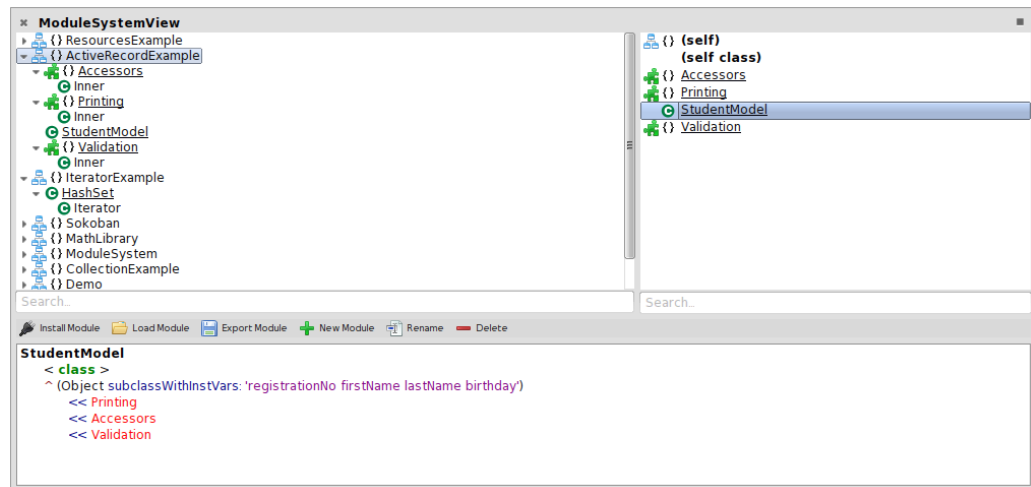 ModuleSystemView
{} ResourcesExample
{} ActiveRecordExample
{} Accessors
C Inner
{} Printing
C Inner
C StudentModel
{} Validation
C Inner
{} IteratorExample
C HashSet
C Iterator
{} Sokoban
{} MathLibrary
{} ModuleSystem
{} CollectionExample
{} Demo
Search..
{} (self)
(self class)
{} Accessors
{} Printing
C StudentModel
{} Validation
Search..
Install Module Load Module Export Module New Module Rename Delete
StudentModel
< class >
^ (Object subclassWithInstVars: 'registrationNo firstName lastName birthday')
<< Printing
<< Accessors
<< Validation